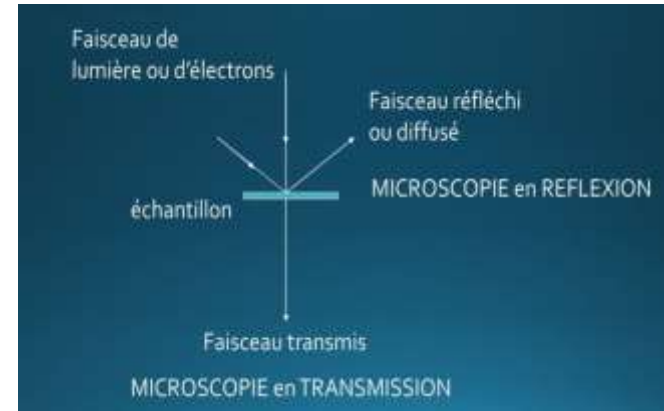 Faisceau de
lumière ou d'électrons
Faisceau réfléchi
ou diffusé
MICROSCOPIE en REFLEXION
échantillon
Faisceau transmis
MICROSCOPIE en TRANSMISSION